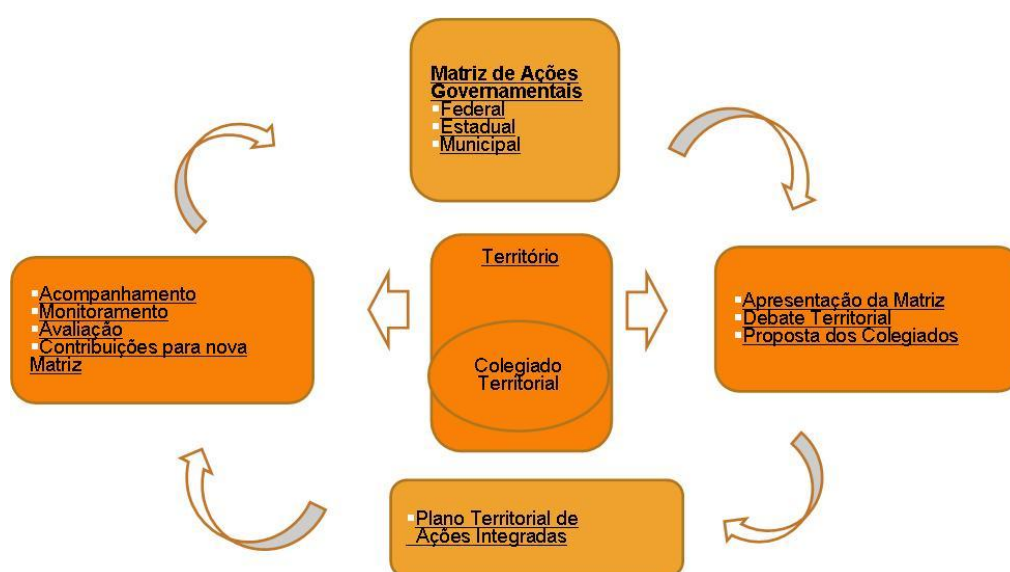 Matriz de Ações
Governamentais
▪Federal
▪Estadual
▪Municipal
Território
Colegiado
Territorial
▪Acompanhamento
▪Monitoramento
▪Avaliação
▪Contribuições para nova
Matriz
▪Apresentação da Matriz
▪Debate Territorial
▪Proposta dos Colegiados
▪Plano Territorial de
Ações Integradas